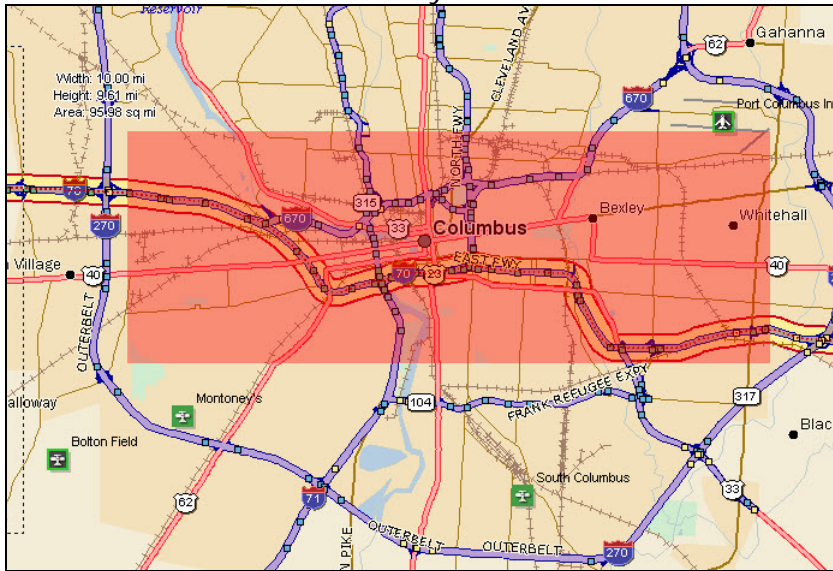 Reservoir
62
Gahanna
Width: 10.00 mi
Height: 9.61 mi
Area: 95.98 sq mi
CLEVELAND AV
670
Port Columbus In
NORTH FWY
70
315
670
270
33
Columbus
Bexley
Whitehall
n Village
40
70
23
EAST FWY
40
OUTERBELT
FRANK REFUGEE EXPY
317
alloway
Montoney's
104
Blac
Bolton Field
South Columbus
62
71
33
N PIKE
OUTERBELT
OUTERBELT
270